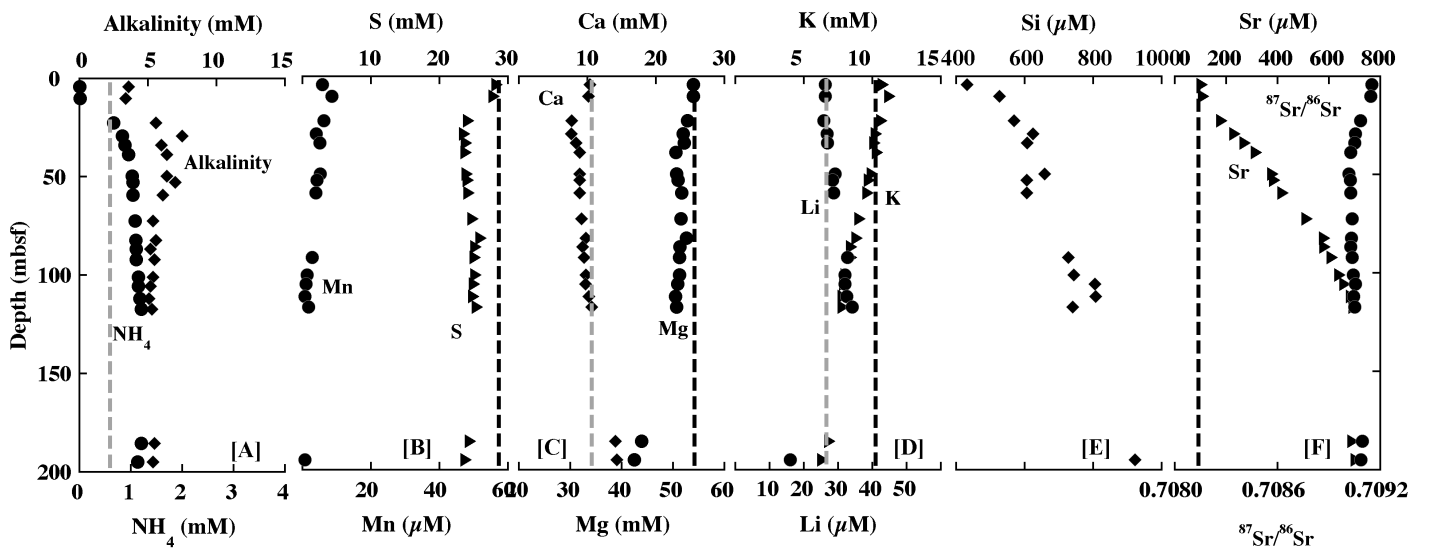 Alkalinity (mM) S (mM) Ca (mM) K (mM) Si (µM) Sr (µM)
0 5 10 15 10 20 30 10 20 5 10 15 400 600 800 1000 200 400 600 800
0
50
100
150
200
Depth (mbsf)
Ca
87Sr/86Sr
Alkalinity
Sr
Li
K
Mn
NH4
S
Mg
[A] [B] [C] [D] [E] [F]
0 1 2 3 4 20 40 60 20 30 40 50 60 10 20 30 40 50 0.7080 0.7086 0.7092
NH4 (mM) Mn (µM) Mg (mM) Li (µM) 87Sr/86Sr